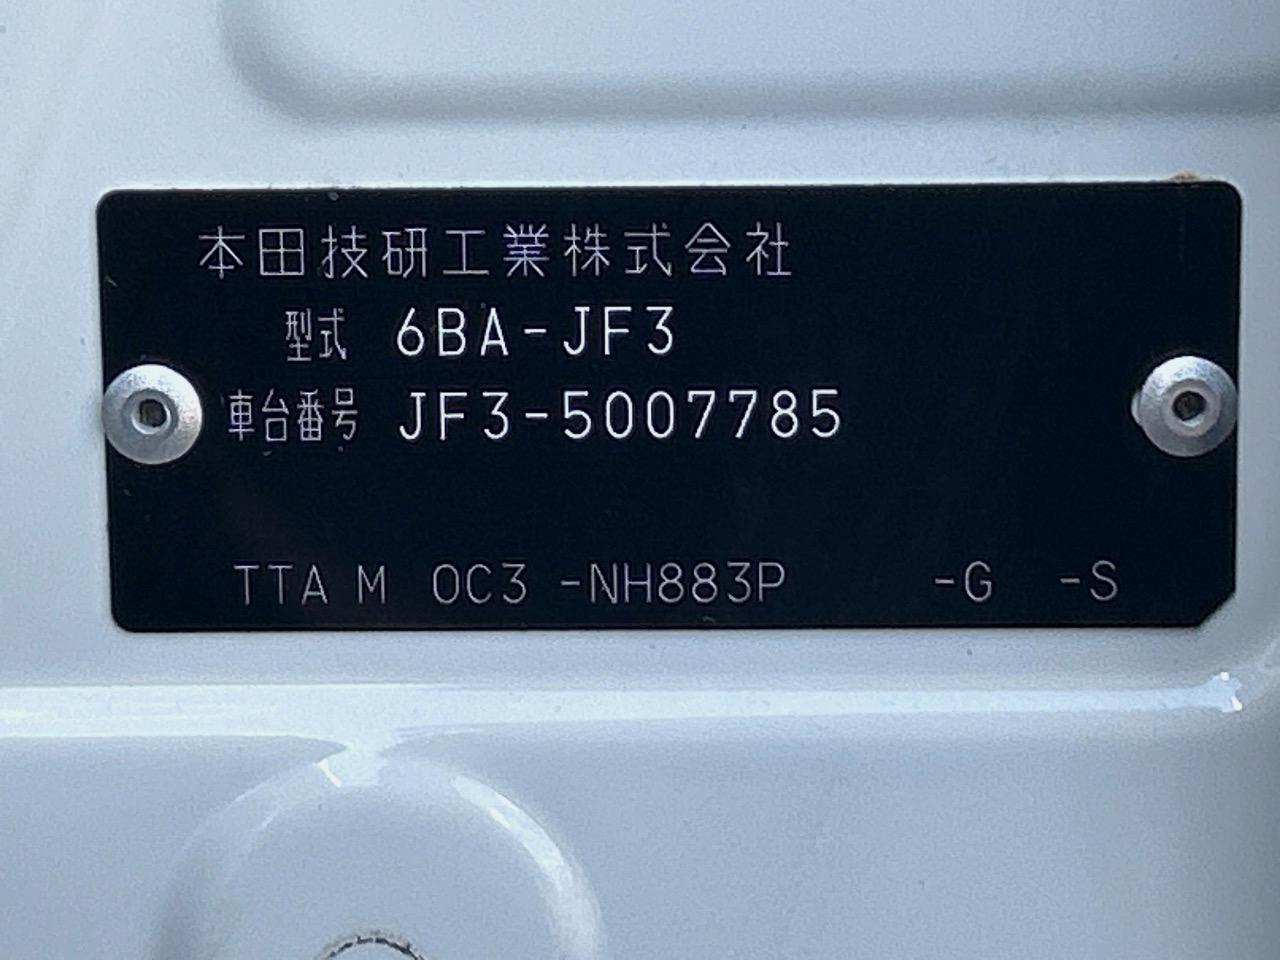 本田技研工業株式会社
型式 6BA-JF3
車台番号 JF3-5007785
TTA M 0C3 -NH883P -G -S